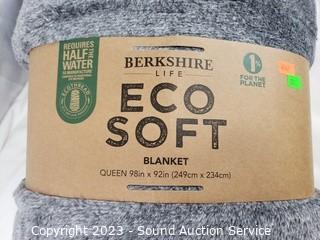 REQUIRES
HALF THE
WATER
TO MANUFACTURE
ECOTHREAD
BERKSHIRE
LIFE
ECO
SOFT
BLANKET
QUEEN 98in x 92in (249cm x 234cm)
1%
FOR THE
PLANET
Copyright © 2023 - Sound Auction Service